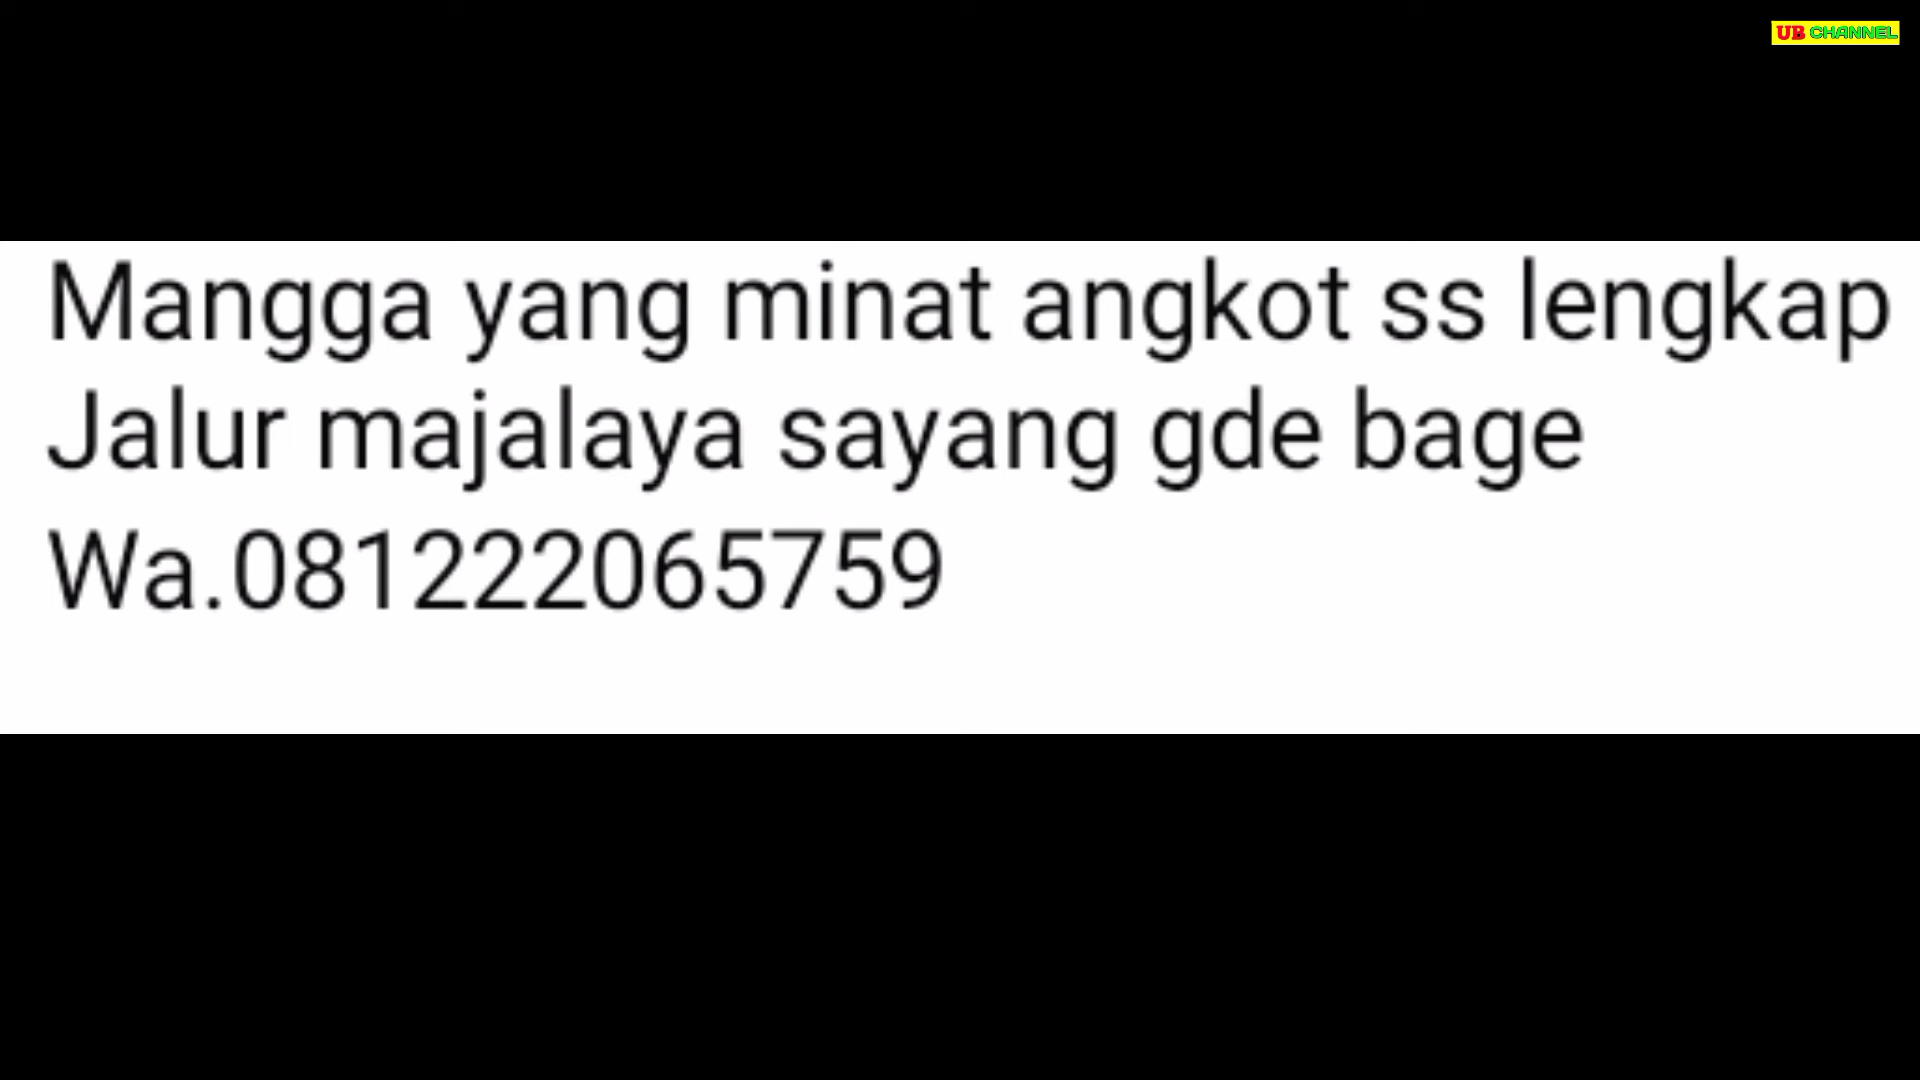 UB CHANNEL
Mangga yang minat angkot ss lengkap
Jalur majalaya sayang gde bage
Wa.081222065759